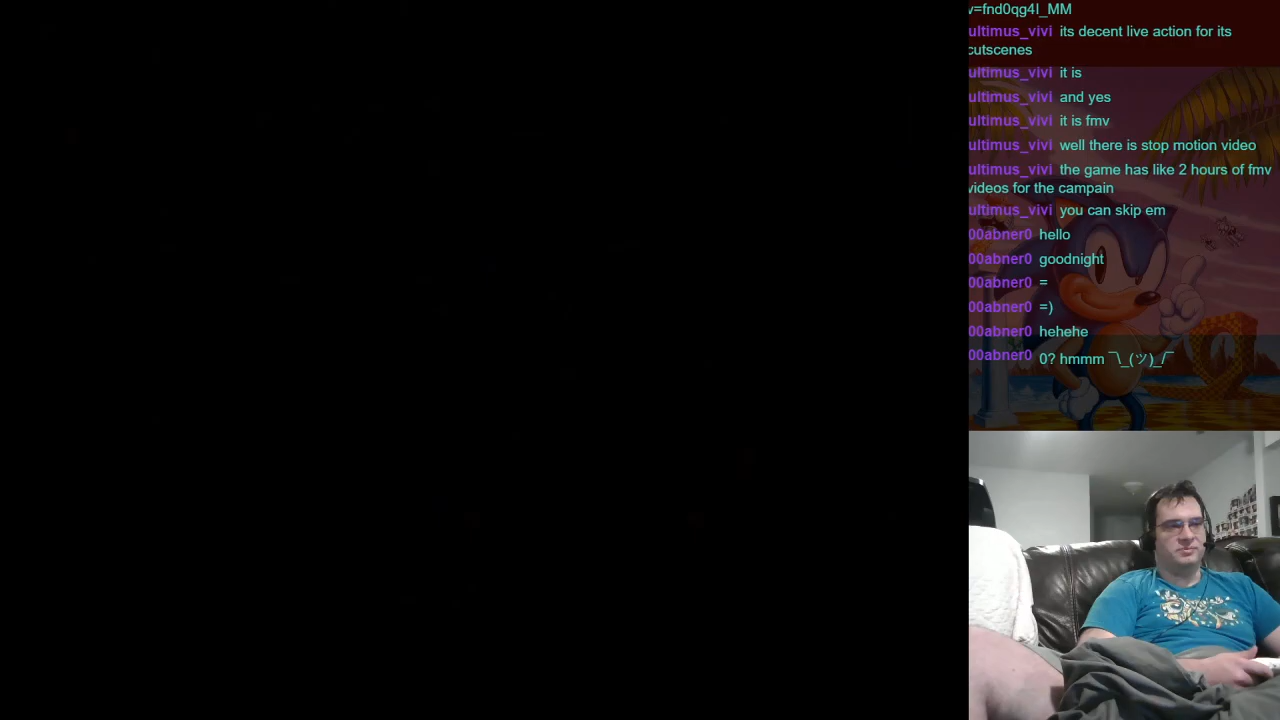 v=fnd0qg4I_MM
ultimus_vivi its decent live action for its
cutscenes
ultimus_vivi it is
ultimus_vivi and yes
ultimus_vivi it is fmv
ultimus_vivi well there is stop motion video
ultimus_vivi the game has like 2 hours of fmv
videos for the campain
ultimus_vivi you can skip em
00abner0 hello
00abner0 goodnight
00abner0 =
00abner0 =)
00abner0 hehehe
00abner0 0? hmmm ¯\_(ツ)_/¯